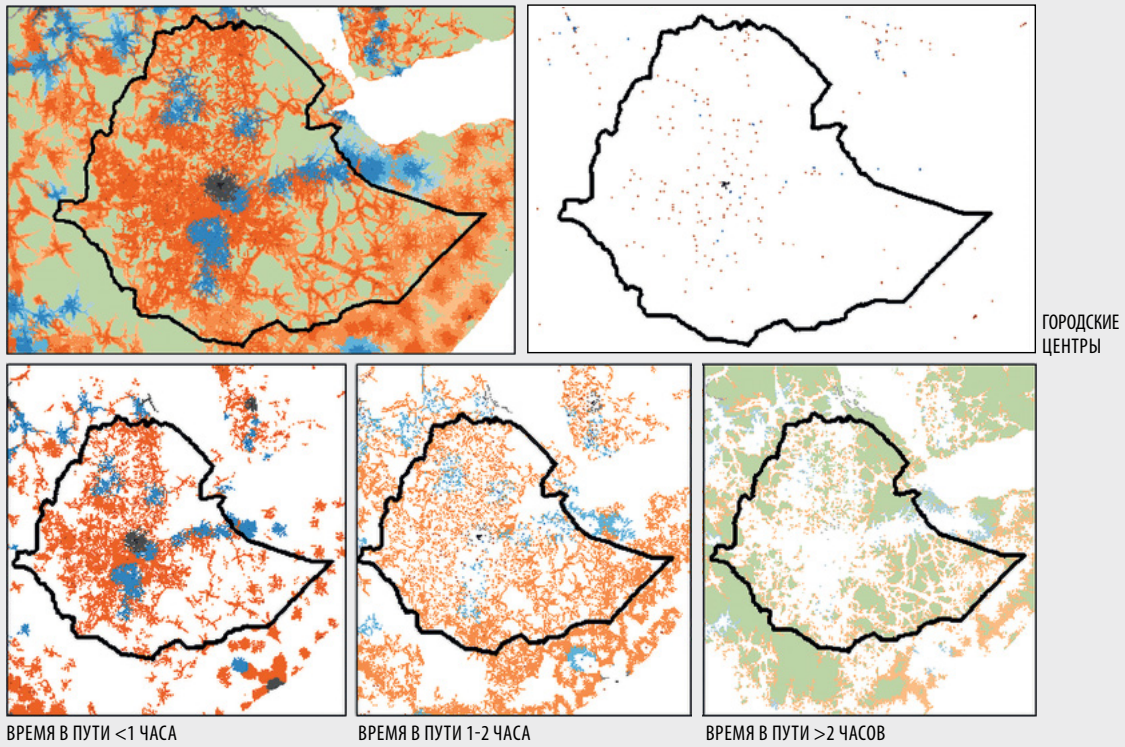 ГОРОДСКИЕ
ЦЕНТРЫ
ВРЕМЯ В ПУТИ <1 ЧАСА
ВРЕМЯ В ПУТИ 1-2 ЧАСА
ВРЕМЯ В ПУТИ >2 ЧАСОВ